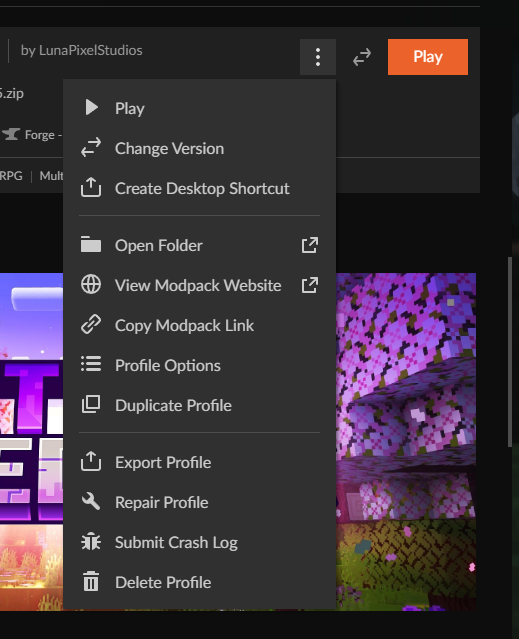 by LunaPixelStudios
Play
5.zip
Forge -
RPG | Mult
Play
Change Version
Create Desktop Shortcut
Open Folder
View Modpack Website
Copy Modpack Link
Profile Options
Duplicate Profile
Export Profile
Repair Profile
Submit Crash Log
Delete Profile